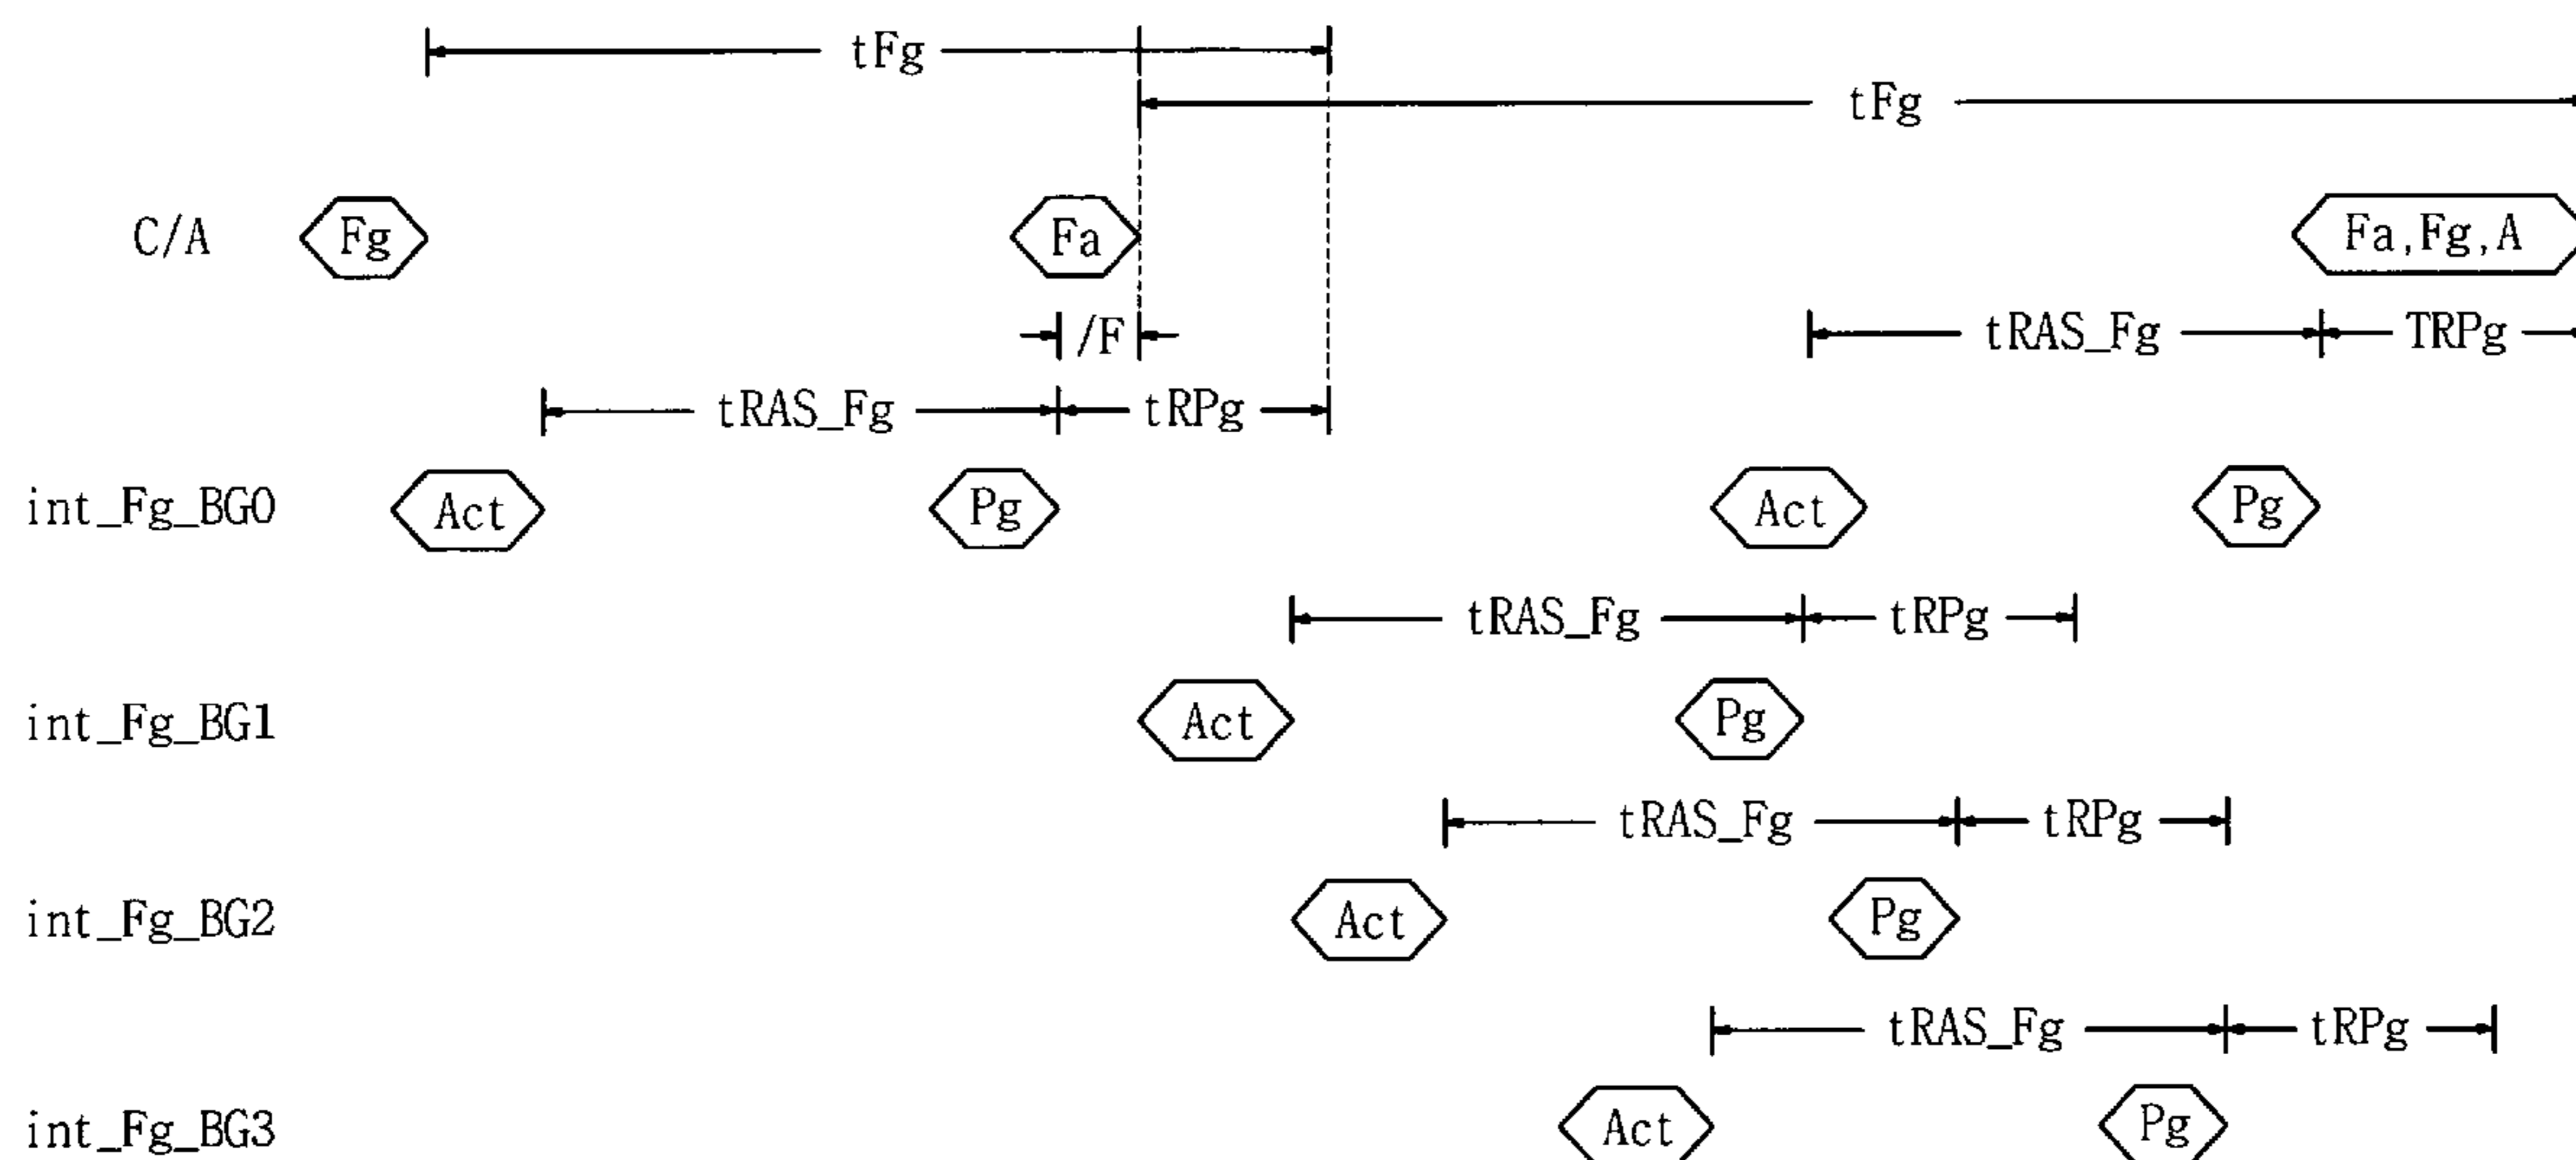 tFg
tFg
C/A Fg Fa Fa,Fg,A
/F tRAS_Fg TRPg
tRAS_Fg tRPg
int_Fg_BG0 Act Pg Act Pg
tRAS_Fg tRPg
int_Fg_BG1 Act Pg
tRAS_Fg tRPg
int_Fg_BG2 Act Pg
tRAS_Fg tRPg
int_Fg_BG3 Act Pg